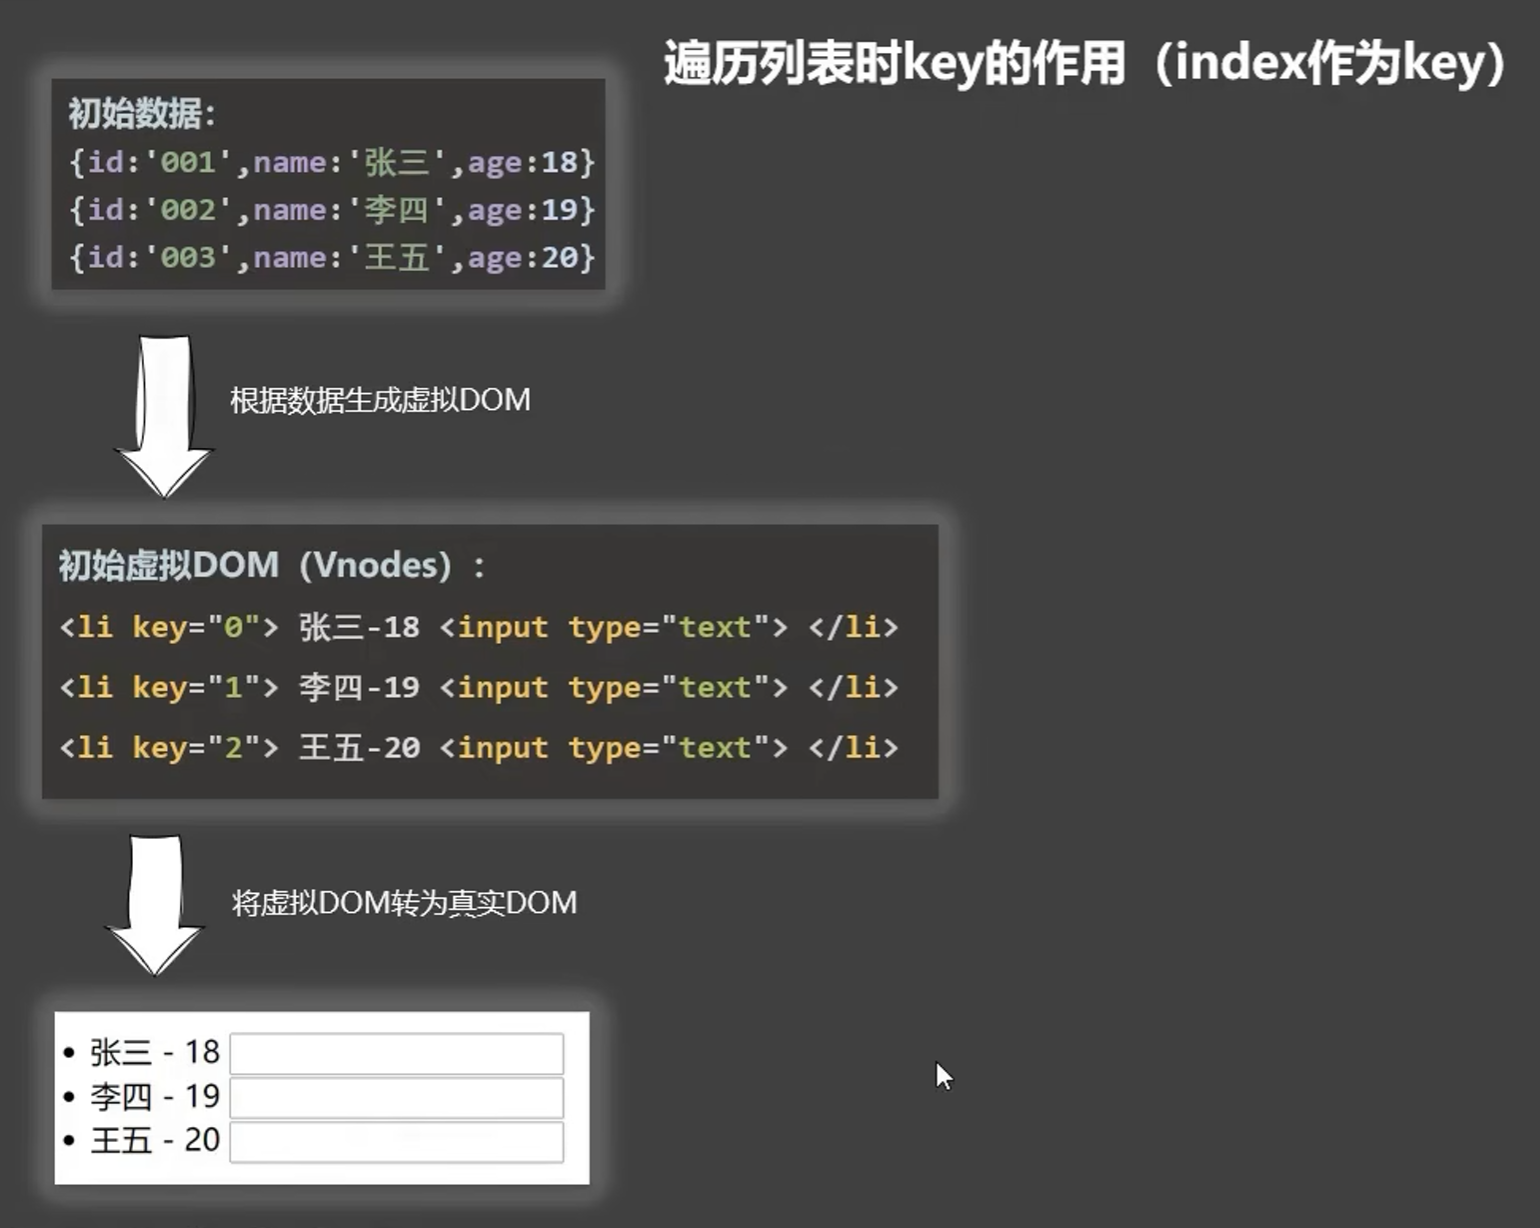 遍历列表时key的作用（index作为key）
初始数据：
{id:'001',name:'张三',age:18}
{id:'002',name:'李四',age:19}
{id:'003',name:'王五',age:20}
根据数据生成虚拟DOM
初始虚拟DOM（Vnodes）：
<li key="0"> 张三-18 <input type="text"> </li>
<li key="1"> 李四-19 <input type="text"> </li>
<li key="2"> 王五-20 <input type="text"> </li>
将虚拟DOM转为真实DOM
• 张三 - 18
• 李四 - 19
• 王五 - 20